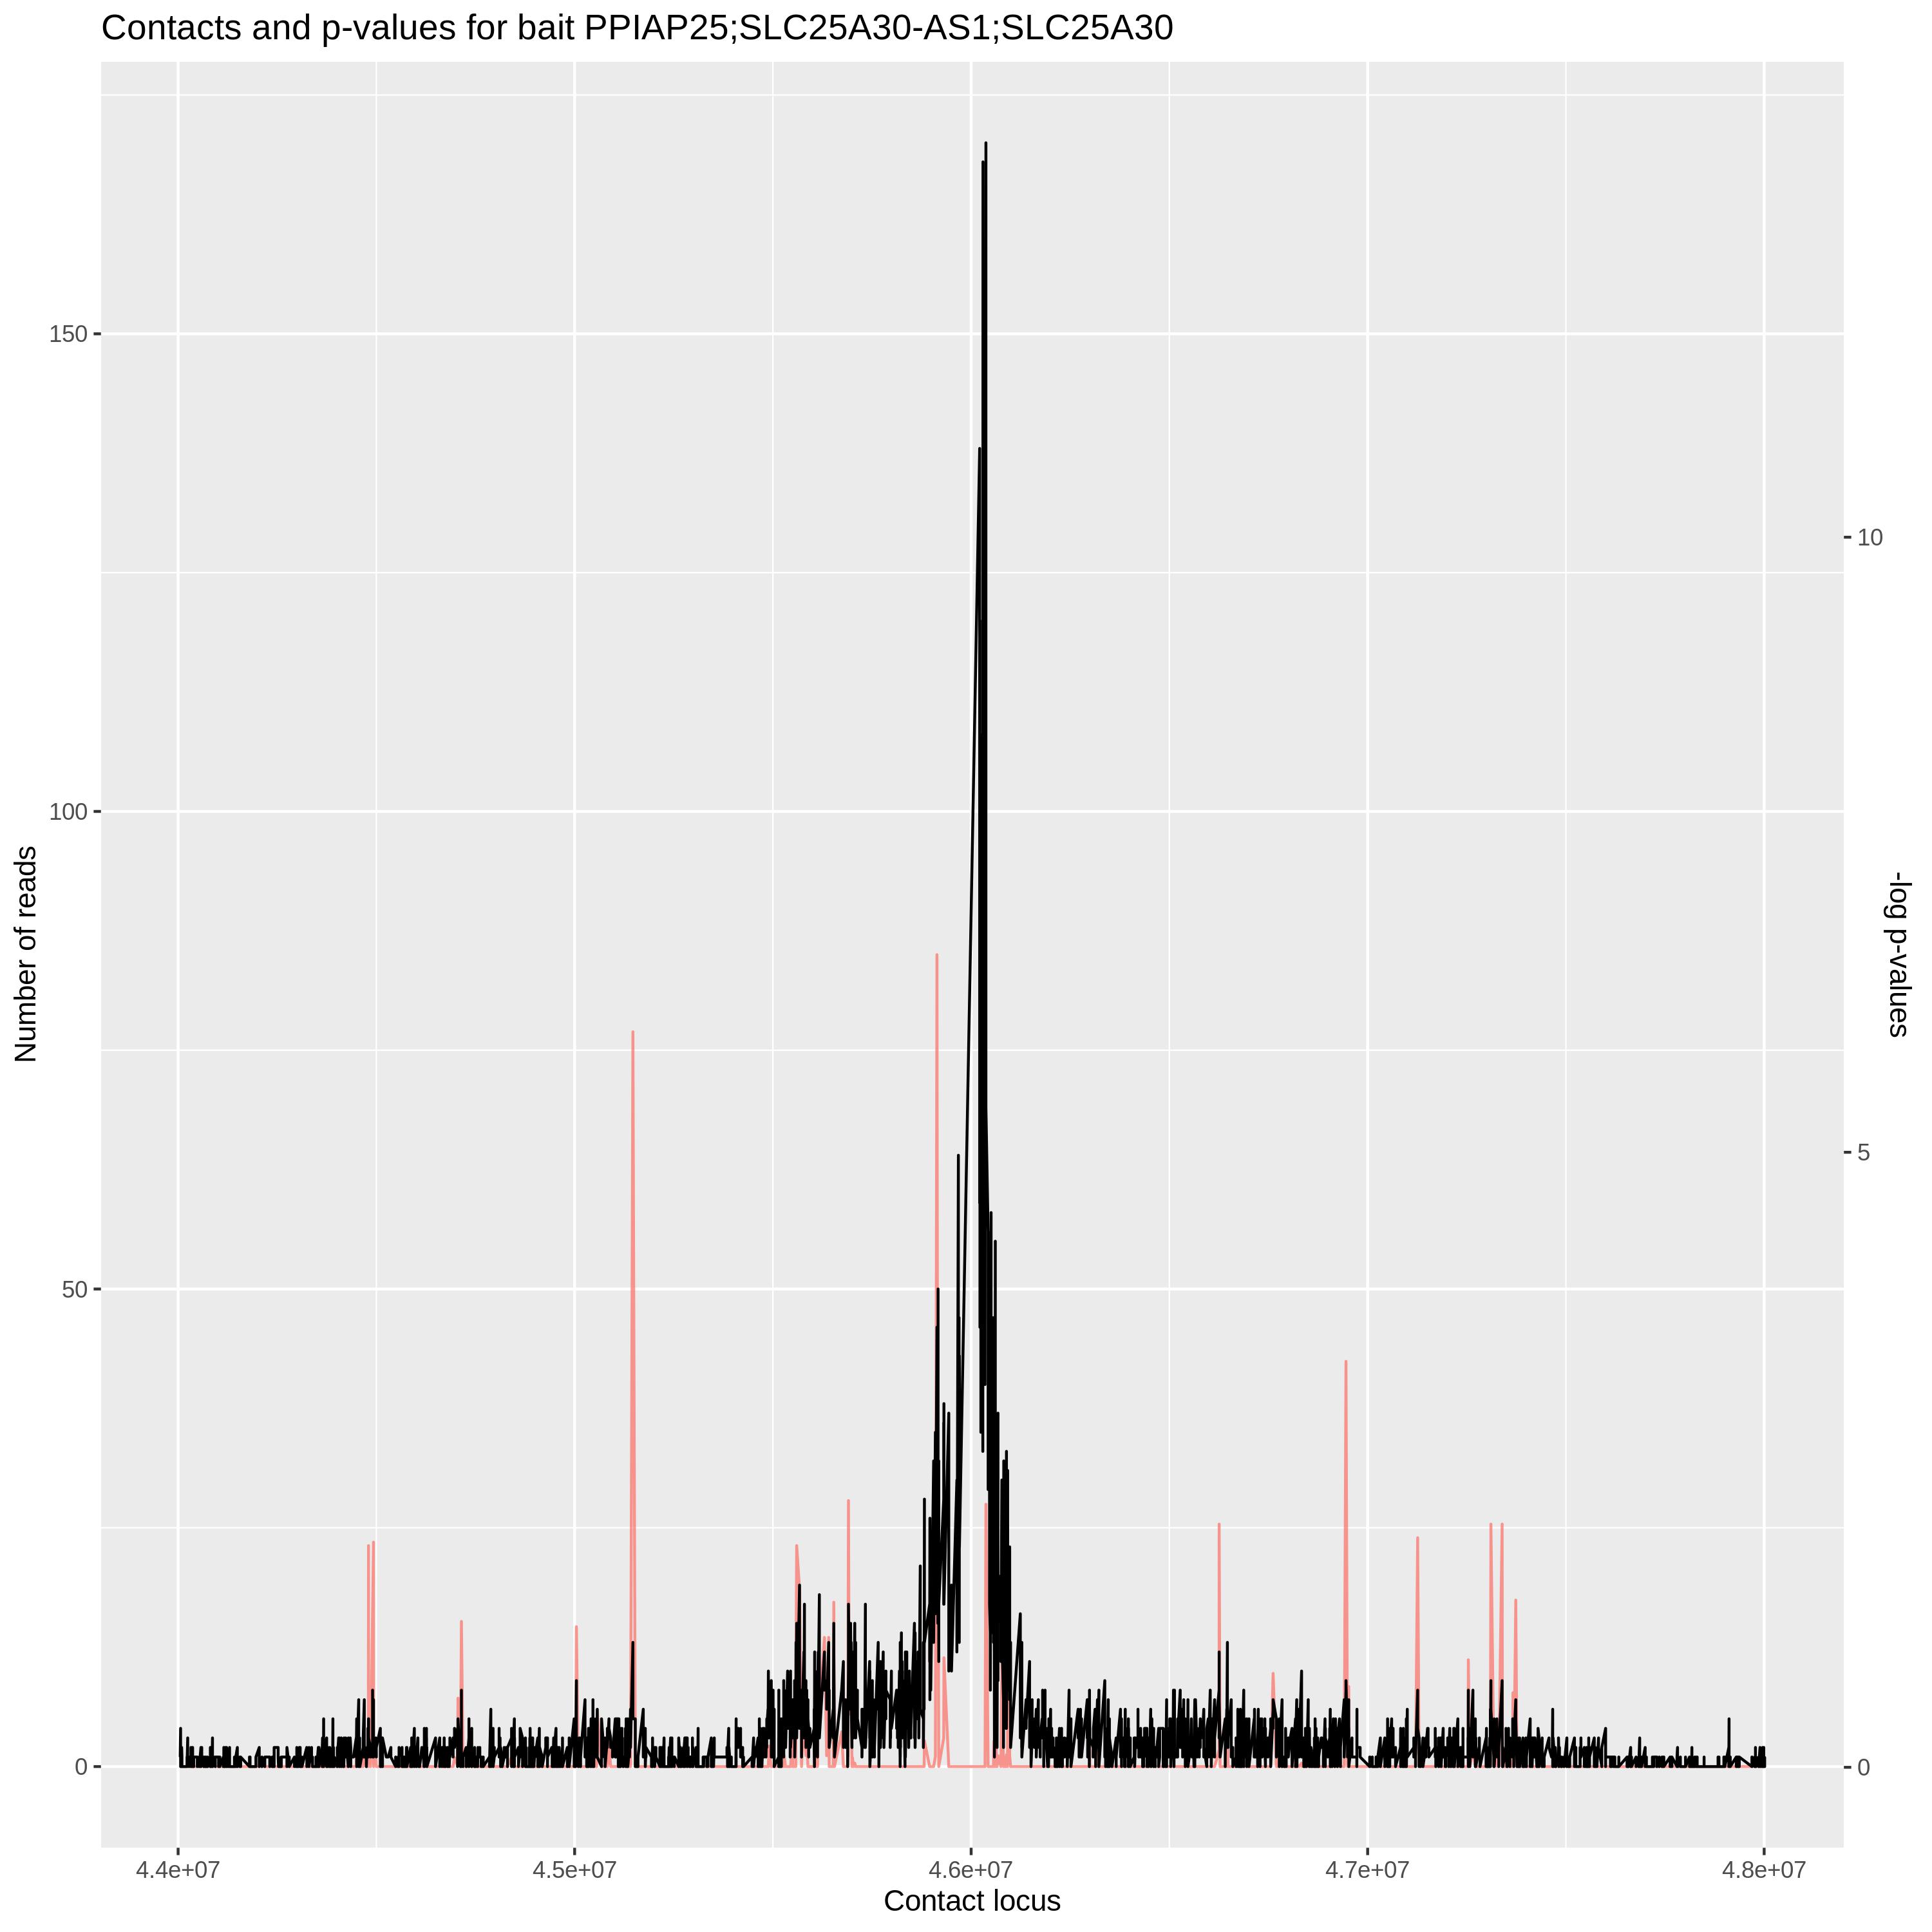 Contacts and p-values for bait PPIAP25;SLC25A30-AS1;SLC25A30
150
100
50
0
Number of reads
10
5
0
-log p-values
4.4e+07
4.5e+07
4.6e+07
4.7e+07
4.8e+07
Contact locus